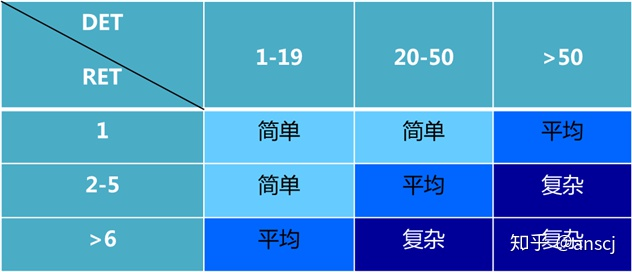 DET
RET
1-19 20-50 >50
1 简单 简单 平均
2-5 简单 平均 复杂
>6 平均 复杂 复杂
知乎 @anscj